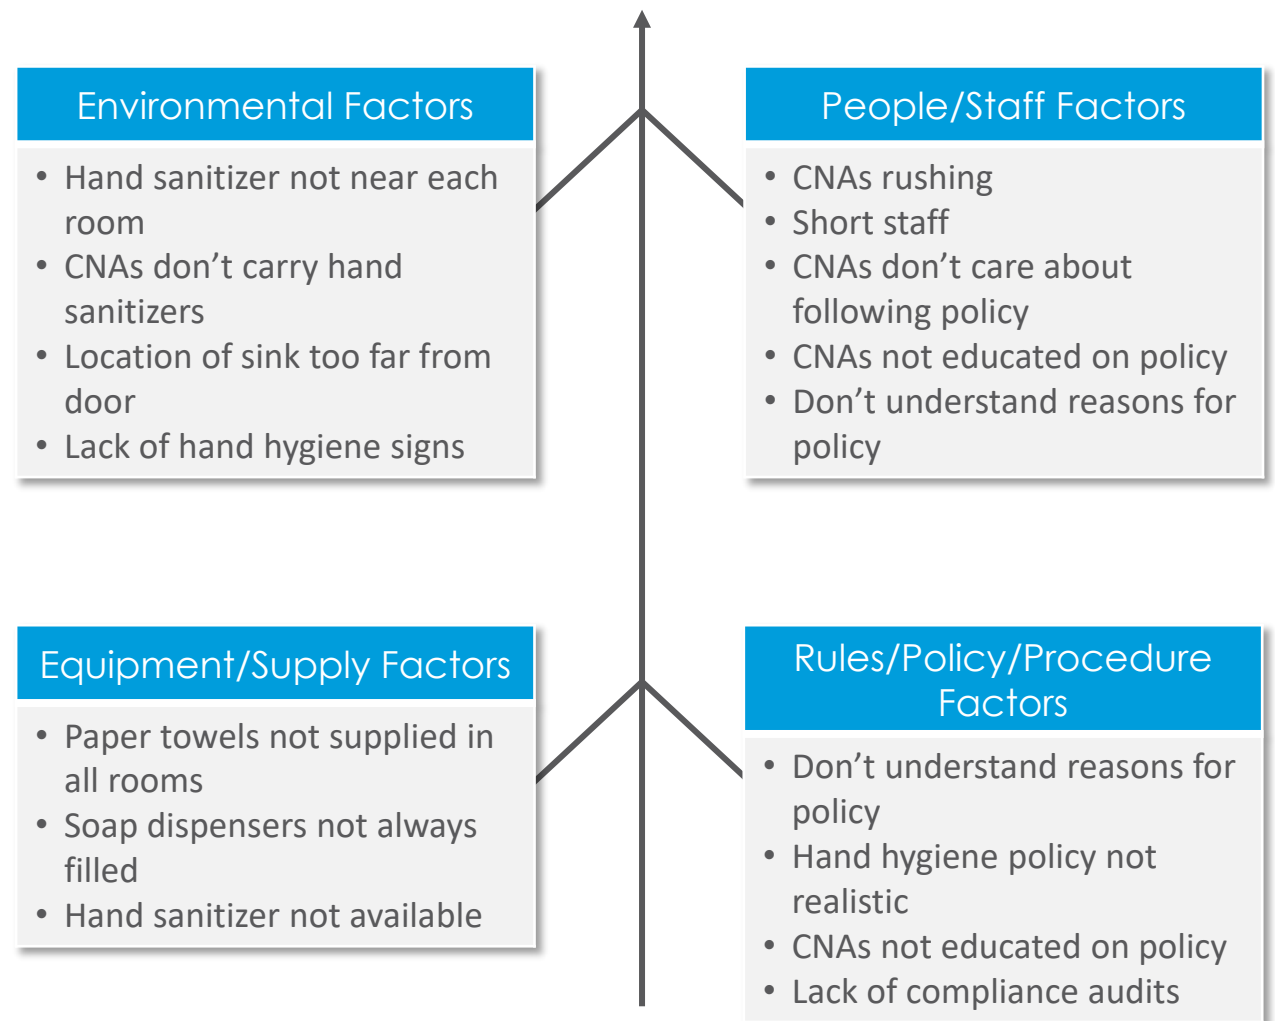 Environmental Factors
• Hand sanitizer not near each
room
• CNAs don’t carry hand
sanitizers
• Location of sink too far from
door
• Lack of hand hygiene signs
People/Staff Factors
• CNAs rushing
• Short staff
• CNAs don’t care about
following policy
• CNAs not educated on policy
• Don’t understand reasons for
policy
Equipment/Supply Factors
• Paper towels not supplied in
all rooms
• Soap dispensers not always
filled
• Hand sanitizer not available
Rules/Policy/Procedure
Factors
• Don’t understand reasons for
policy
• Hand hygiene policy not
realistic
• CNAs not educated on policy
• Lack of compliance audits